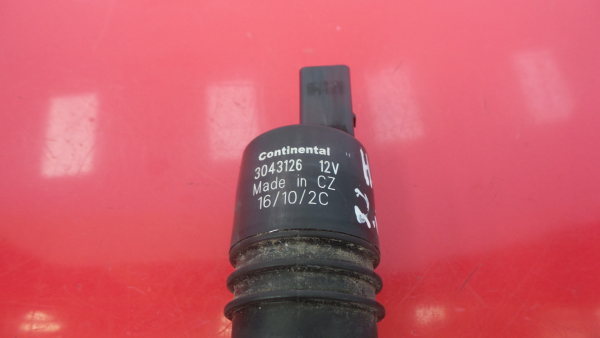 Continental
3043126 12V
Made in CZ
16/10/2C